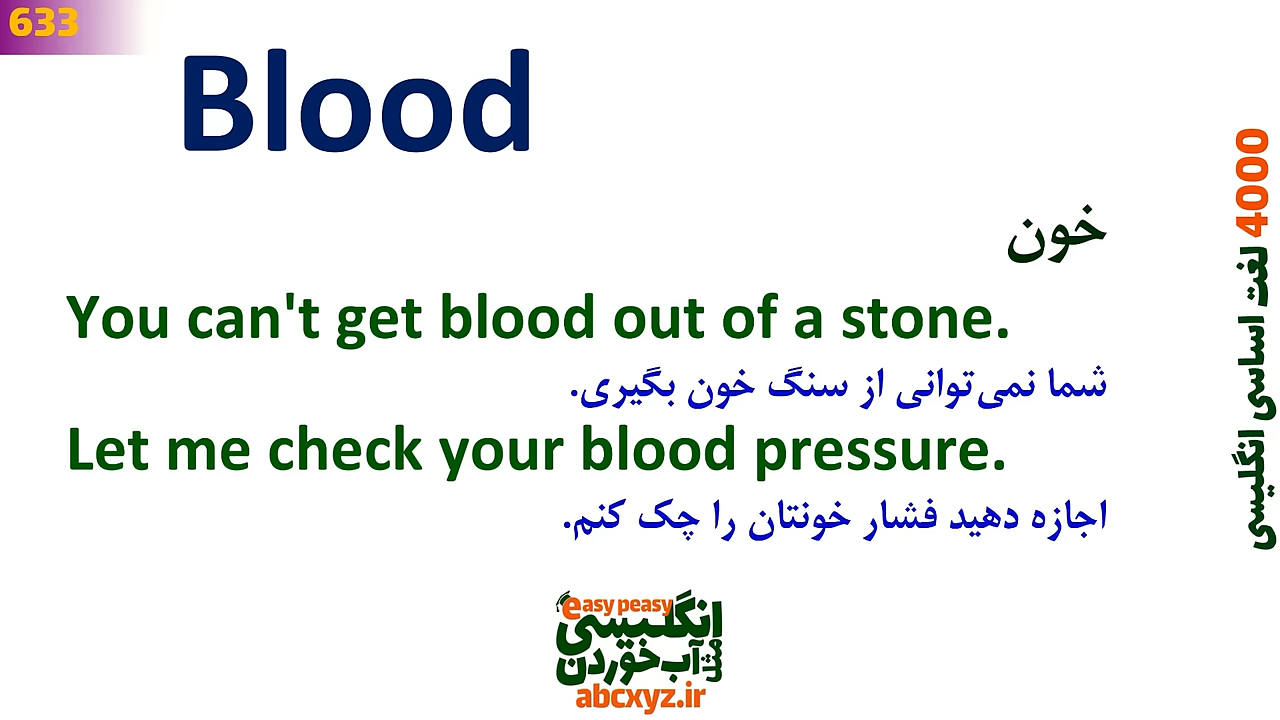 633
Blood
خون
You can't get blood out of a stone.
شما نمی‌توانی از سنگ خون بگیری.
Let me check your blood pressure.
اجازه دهید فشار خونتان را چک کنم.
4000 لغت اساسی انگلیسی
easy peasy
انگلیسی
مثل آب خوردن
abcxyz.ir